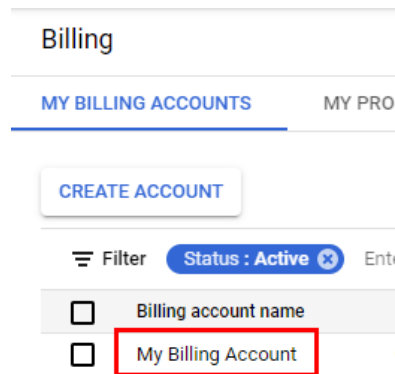 Billing
MY BILLING ACCOUNTS MY PRO
CREATE ACCOUNT
Filter Status : Active Ente
Billing account name
My Billing Account